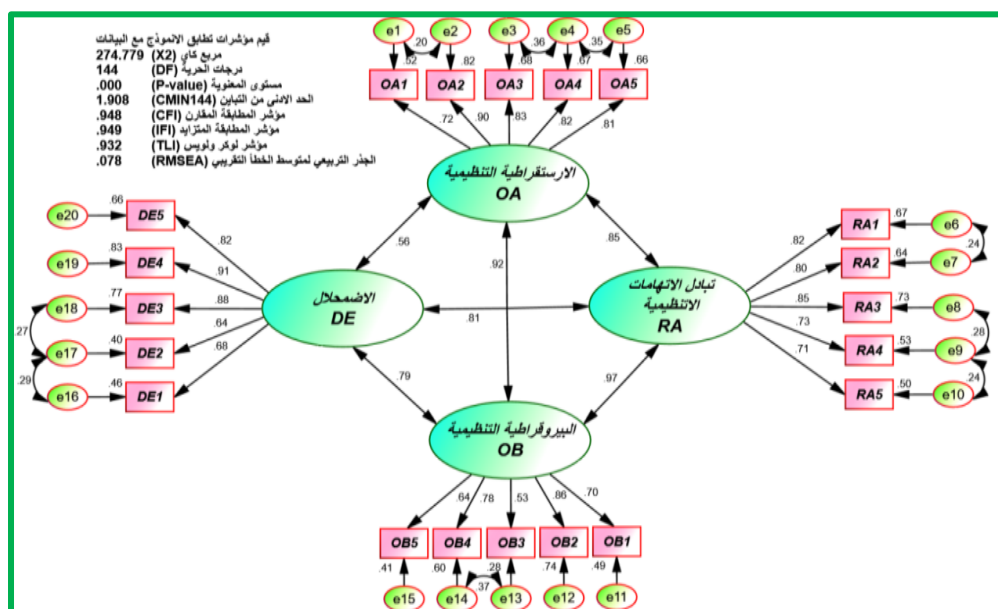 قيم مؤشرات تطابق الانموذج مع البيانات
مربع كاي (X2) 274.779
درجات الحرية (DF) 144
مستوى المعنوية (P-value) .000
الحد الادنى من التباين (CMIN144) 1.908
مؤشر المطابقة المقارن (CFI) .948
مؤشر المطابقة المتزايد (IFI) .949
مؤشر لوكر ولويس (TLI) .932
الجذر التربيعي لمتوسط الخطأ التقريبي (RMSEA) .078
e1 e2 e3 e4 e5
.20 .36 .35
.52 .82 .68 .67 .66
OA1 OA2 OA3 OA4 OA5
.72 .90 .83 .82 .81
الارستقراطية التنظيمية
OA
.56 .92 .85
e20 .66 DE5 .82
e19 .83 DE4 .91
e18 .77 DE3 .88
.27
e17 .40 DE2 .64
.29
e16 .46 DE1 .68
الاضمحلال
DE
.81
تبادل الاتهامات
الاتنظيمية
RA
.82 RA1 .67 e6
.24
.80 RA2 .64 e7
.85 RA3 .73 e8
.28
.73 RA4 .53 e9
.24
.71 RA5 .50 e10
.79 .97
البيروقراطية التنظيمية
OB
.64 .78 .53 .86 .70
OB5 OB4 OB3 OB2 OB1
.41 .60 .28 .74 .49
.37
e15 e14 e13 e12 e11